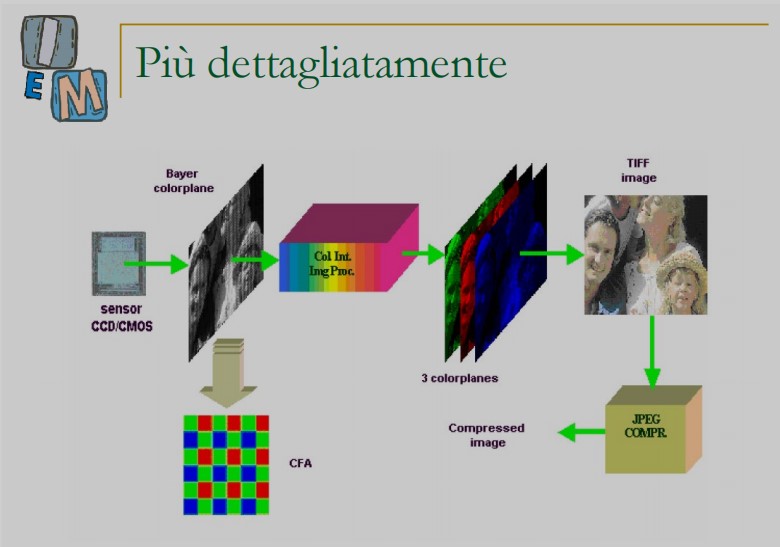 I
E M
Più dettagliatamente
Bayer
colorplane
TIFF
image
Col. Int.
Img Proc.
sensor
CCD/CMOS
3 colorplanes
JPEG
COMPR.
Compressed
image
CFA